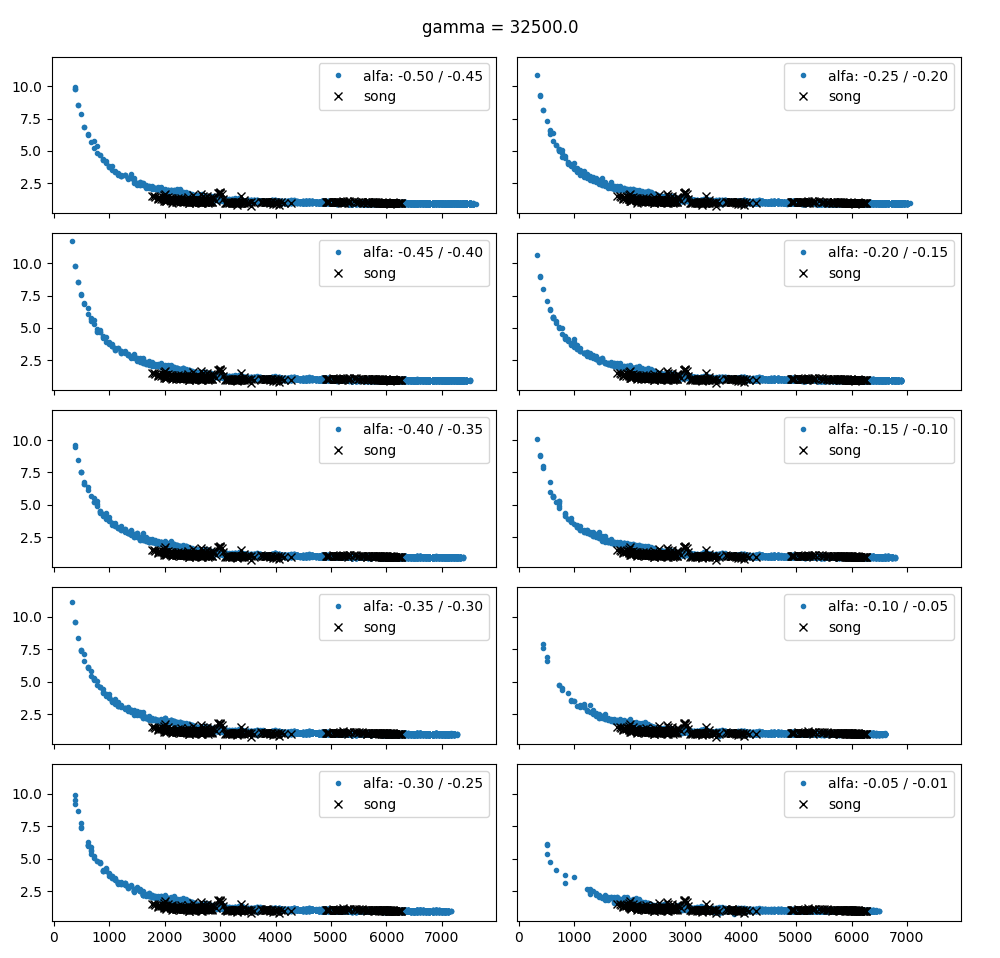 gamma = 32500.0
alfa: -0.50 / -0.45
song
10.0
7.5
5.0
2.5
alfa: -0.25 / -0.20
song
alfa: -0.45 / -0.40
song
10.0
7.5
5.0
2.5
alfa: -0.20 / -0.15
song
alfa: -0.40 / -0.35
song
10.0
7.5
5.0
2.5
alfa: -0.15 / -0.10
song
alfa: -0.35 / -0.30
song
10.0
7.5
5.0
2.5
alfa: -0.10 / -0.05
song
alfa: -0.30 / -0.25
song
10.0
7.5
5.0
2.5
0 1000 2000 3000 4000 5000 6000 7000
alfa: -0.05 / -0.01
song
0 1000 2000 3000 4000 5000 6000 7000